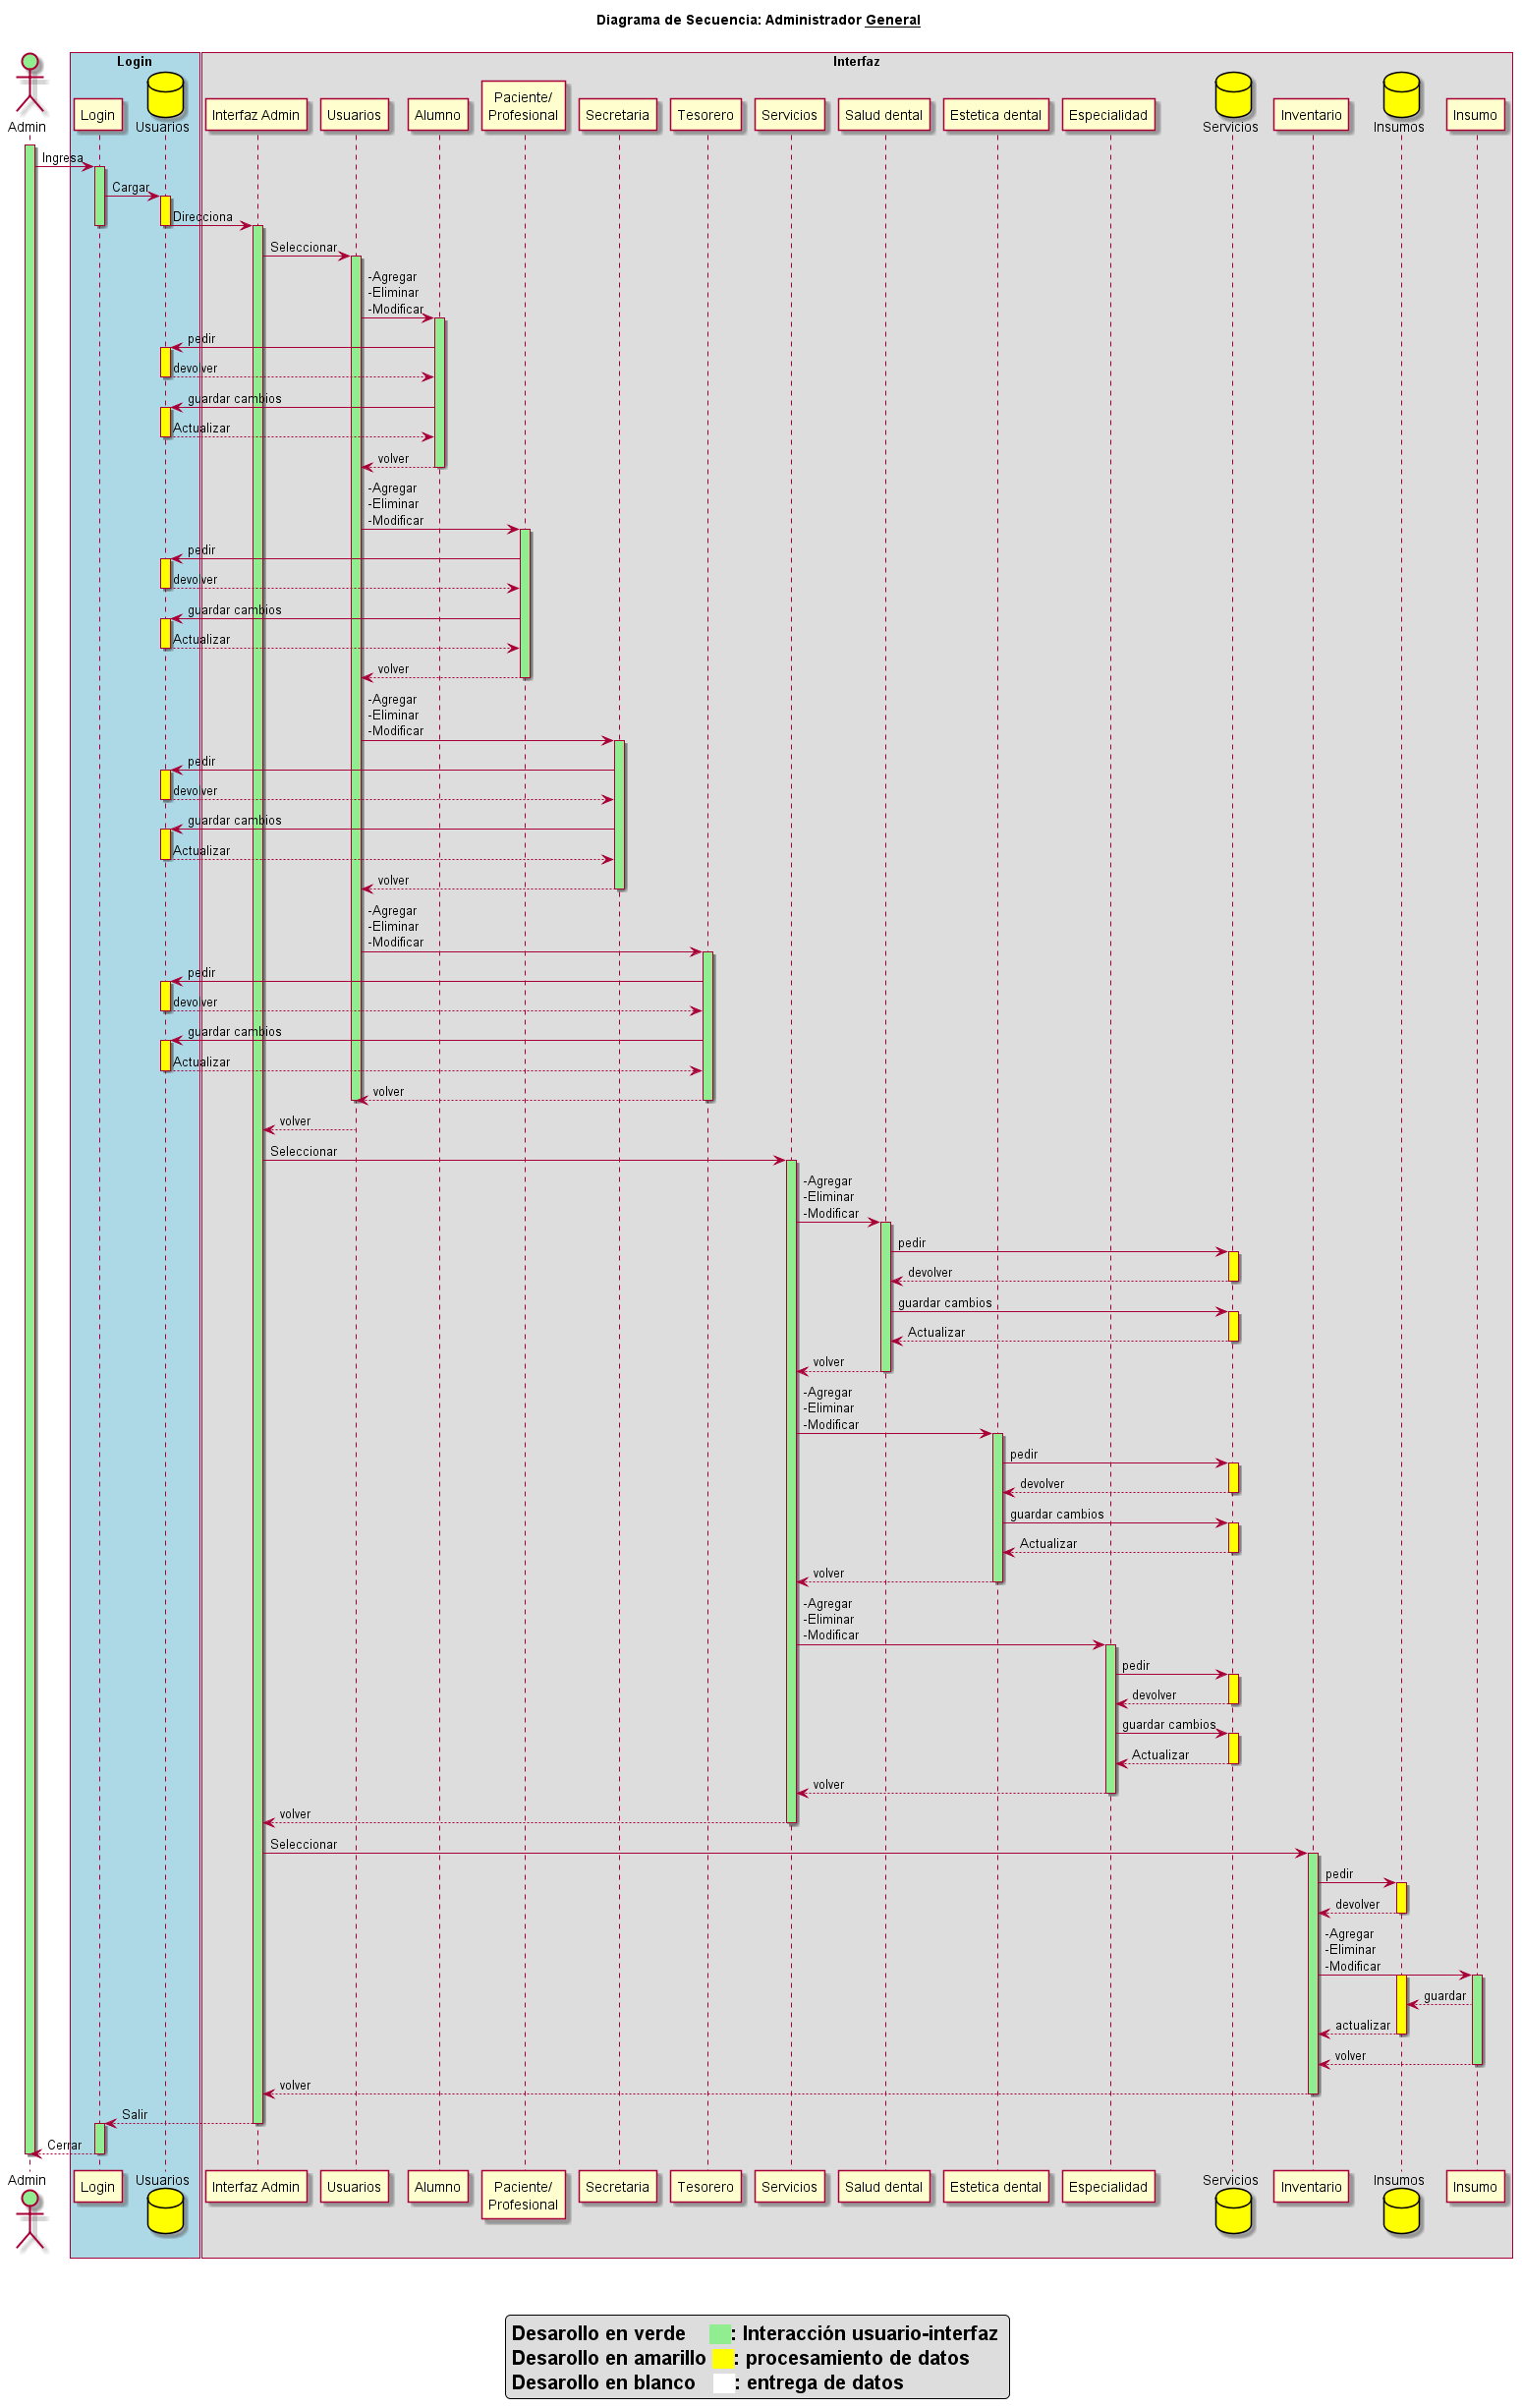 Diagrama de Secuencia: Administrador General
Login
Interfaz
Admin
Login
Usuarios
Interfaz Admin
Usuarios
Alumno
Paciente/
Profesional
Secretaria
Tesorero
Servicios
Salud dental
Estetica dental
Especialidad
Servicios
Inventario
Insumos
Insumo
Ingresa
Cargar
Direcciona
Seleccionar
-Agregar
-Eliminar
-Modificar
pedir
devolver
guardar cambios
Actualizar
volver
-Agregar
-Eliminar
-Modificar
pedir
devolver
guardar cambios
Actualizar
volver
-Agregar
-Eliminar
-Modificar
pedir
devolver
guardar cambios
Actualizar
volver
-Agregar
-Eliminar
-Modificar
pedir
devolver
guardar cambios
Actualizar
volver
volver
Seleccionar
-Agregar
-Eliminar
-Modificar
pedir
devolver
guardar cambios
Actualizar
volver
-Agregar
-Eliminar
-Modificar
pedir
devolver
guardar cambios
Actualizar
volver
-Agregar
-Eliminar
-Modificar
pedir
devolver
guardar cambios
Actualizar
volver
volver
Seleccionar
pedir
devolver
-Agregar
-Eliminar
-Modificar
guardar
actualizar
volver
volver
Salir
Cerrar
Admin
Login
Usuarios
Interfaz Admin
Usuarios
Alumno
Paciente/
Profesional
Secretaria
Tesorero
Servicios
Salud dental
Estetica dental
Especialidad
Servicios
Inventario
Insumos
Insumo
Desarollo en verde : Interacción usuario-interfaz
Desarollo en amarillo : procesamiento de datos
Desarollo en blanco : entrega de datos